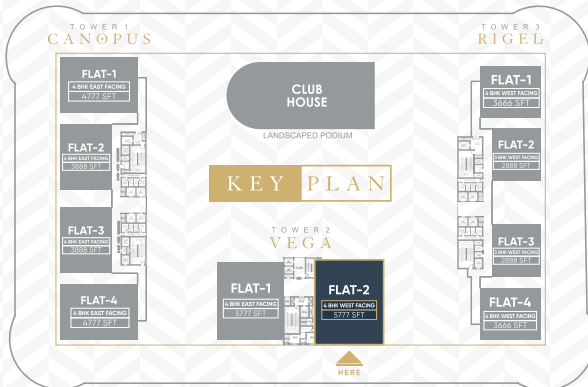 TOWER 1
CANOPUS
FLAT-1
4 BHK EAST FACING
4777 SFT
FLAT-2
4 BHK EAST FACING
3888 SFT
FLAT-3
4 BHK EAST FACING
3888 SFT
FLAT-4
4 BHK EAST FACING
4777 SFT
CLUB
HOUSE
LANDSCAPED PODIUM
KEY PLAN
TOWER 2
VEGA
FLAT-1
4 BHK EAST FACING
5777 SFT
FLAT-2
4 BHK WEST FACING
5777 SFT
HERE
TOWER 3
RIGEL
FLAT-1
4 BHK WEST FACING
3666 SFT
FLAT-2
3 BHK WEST FACING
2888 SFT
FLAT-3
3 BHK WEST FACING
2888 SFT
FLAT-4
4 BHK WEST FACING
3666 SFT